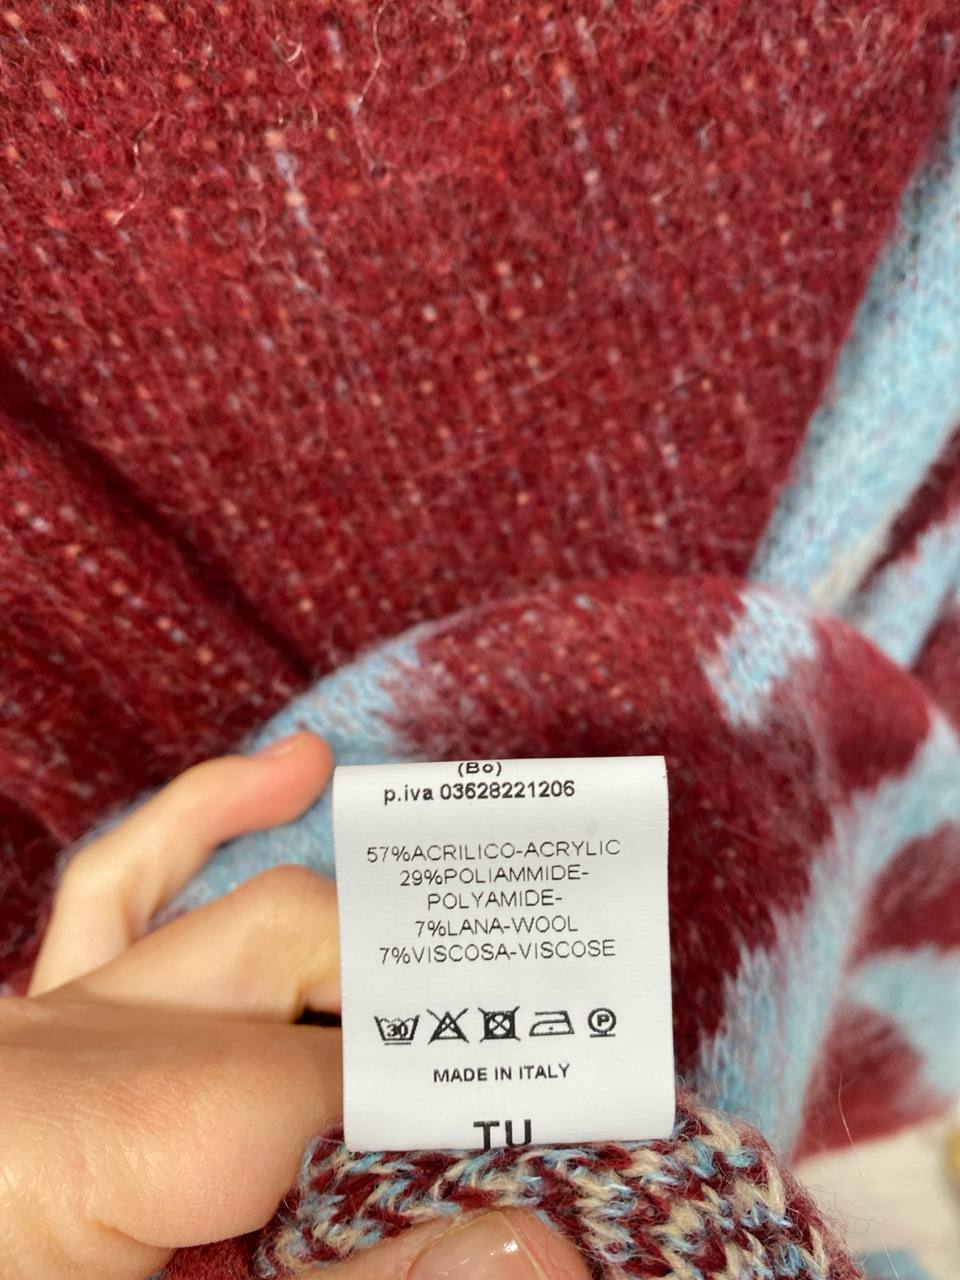 (Bo)
p.iva 03628221206
57%ACRILICO-ACRYLIC
29%POLIAMMIDE-
POLYAMIDE-
7%LANA-WOOL
7%VISCOSA-VISCOSE
30
P
MADE IN ITALY
TU